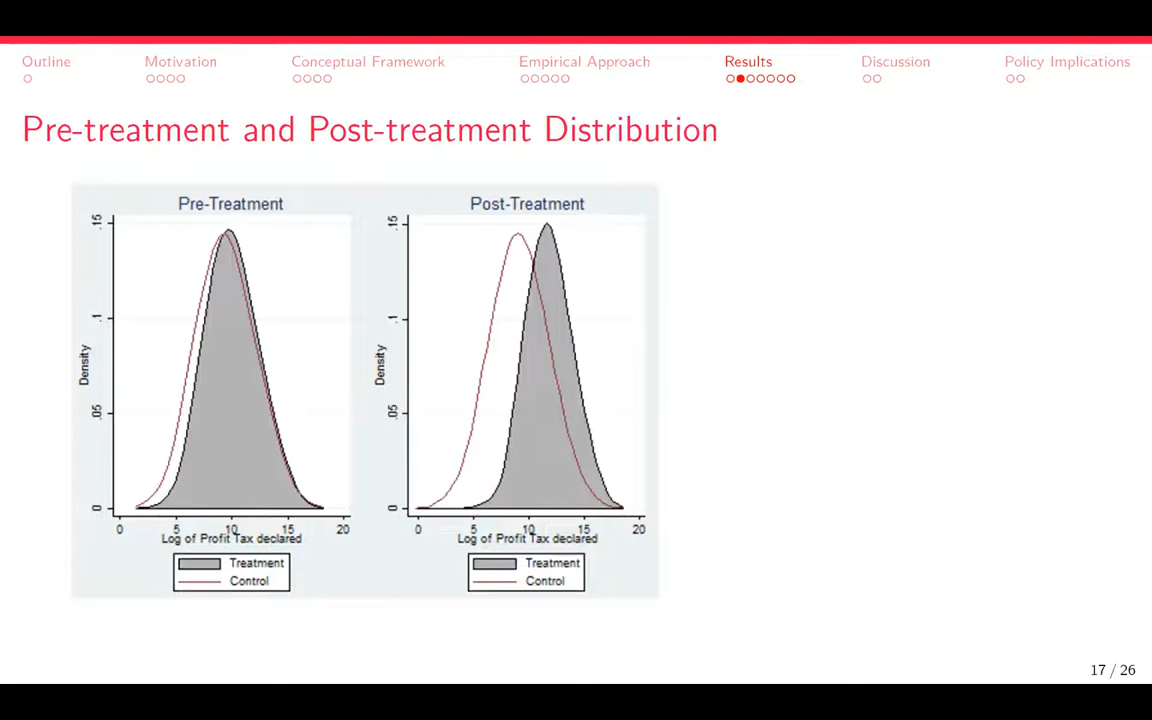 Outline Motivation Conceptual Framework Empirical Approach Results Discussion Policy Implications
Pre-treatment and Post-treatment Distribution
Pre-Treatment
.15
.1
.05
0
Density
0 5 10 15 20
Log of Profit Tax declared
Treatment
Control
Post-Treatment
.15
.1
.05
0
Density
0 5 10 15 20
Log of Profit Tax declared
Treatment
Control
17 / 26